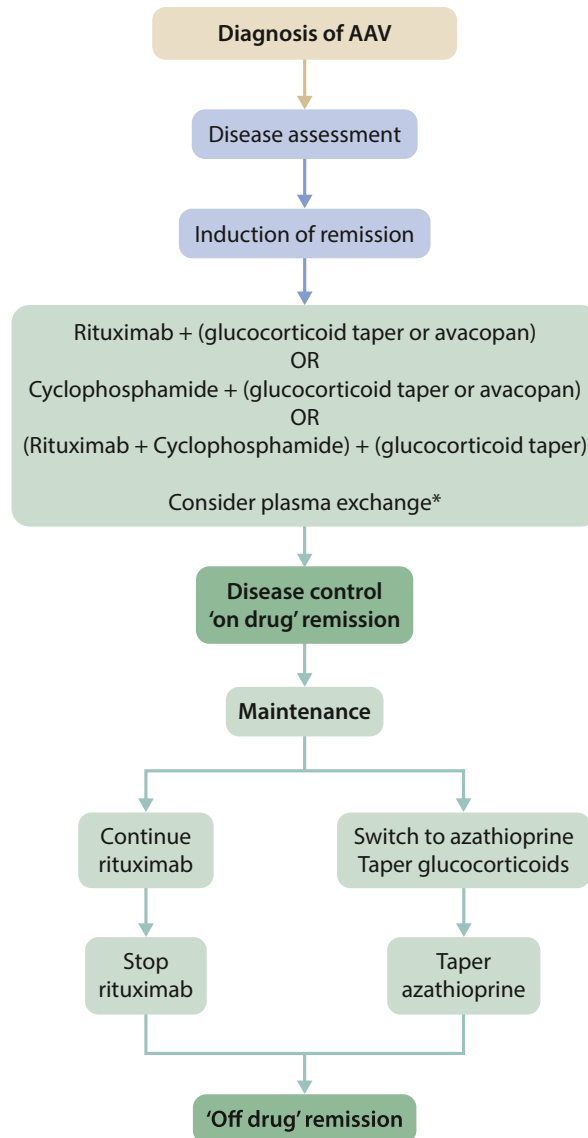 Diagnosis of AAV
Disease assessment
Induction of remission
Rituximab + (glucocorticoid taper or avacopan)
OR
Cyclophosphamide + (glucocorticoid taper or avacopan)
OR
(Rituximab + Cyclophosphamide) + (glucocorticoid taper)
Consider plasma exchange*
Disease control
‘on drug’ remission
Maintenance
Continue
rituximab
Switch to azathioprine
Taper glucocorticoids
Stop
rituximab
Taper
azathioprine
‘Off drug’ remission